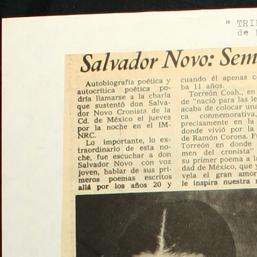 " TRI
de
Salvador Novo: Sem
Autobiografía poética y
autocrítica poética po-
dría llamarse a la charla
que sustentó don Salva-
dor Novo Cronista de la
Cd. de México el jueves
por la noche en el IM-
NRC.
Lo importante, lo ex-
traordinario de esta no-
che, fue escuchar a don
Salvador Novo con voz
joven, hablar de sus pri-
meros poemas escritos
allá por los años 20 y
cuando él apenas c
ba 11 años.
Torreón Coah., en
de "nació para las le
acaba de colocar una
ca conmemorativa,
precisamente en la
donde vivió por la
de Ramón Corona. F
Torreón en donde
men del cronista"
su primer poema a la
dad de México, que y
vela el gran amor
le inspira nuestra